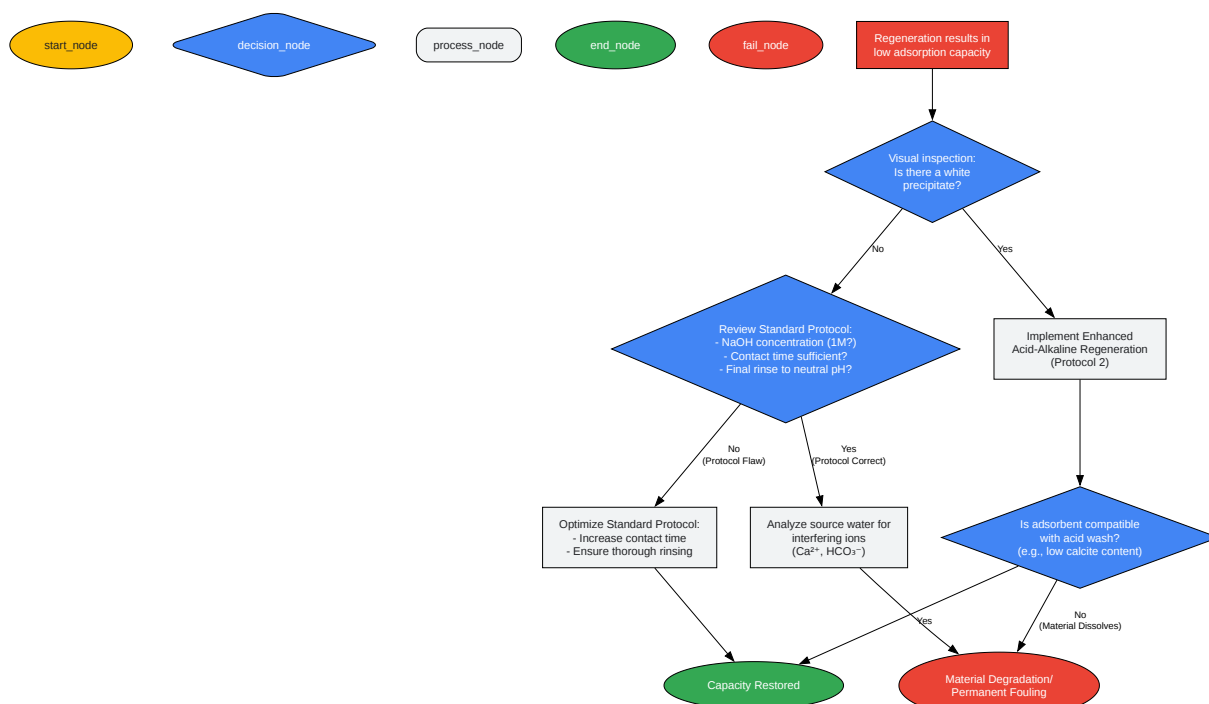 start_node
decision_node
process_node
end_node
fail_node
Regeneration results in
low adsorption capacity
Visual inspection:
Is there a white
precipitate?
No
Yes
Review Standard Protocol:
- NaOH concentration (1M?)
- Contact time sufficient?
- Final rinse to neutral pH?
Implement Enhanced
Acid-Alkaline Regeneration
(Protocol 2)
No
(Protocol Flaw)
Yes
(Protocol Correct)
Optimize Standard Protocol:
- Increase contact time
- Ensure thorough rinsing
Analyze source water for
interfering ions
(Ca²⁺, HCO₃⁻)
Is adsorbent compatible
with acid wash?
(e.g., low calcite content)
Yes
No
(Material Dissolves)
Capacity Restored
Material Degradation/
Permanent Fouling